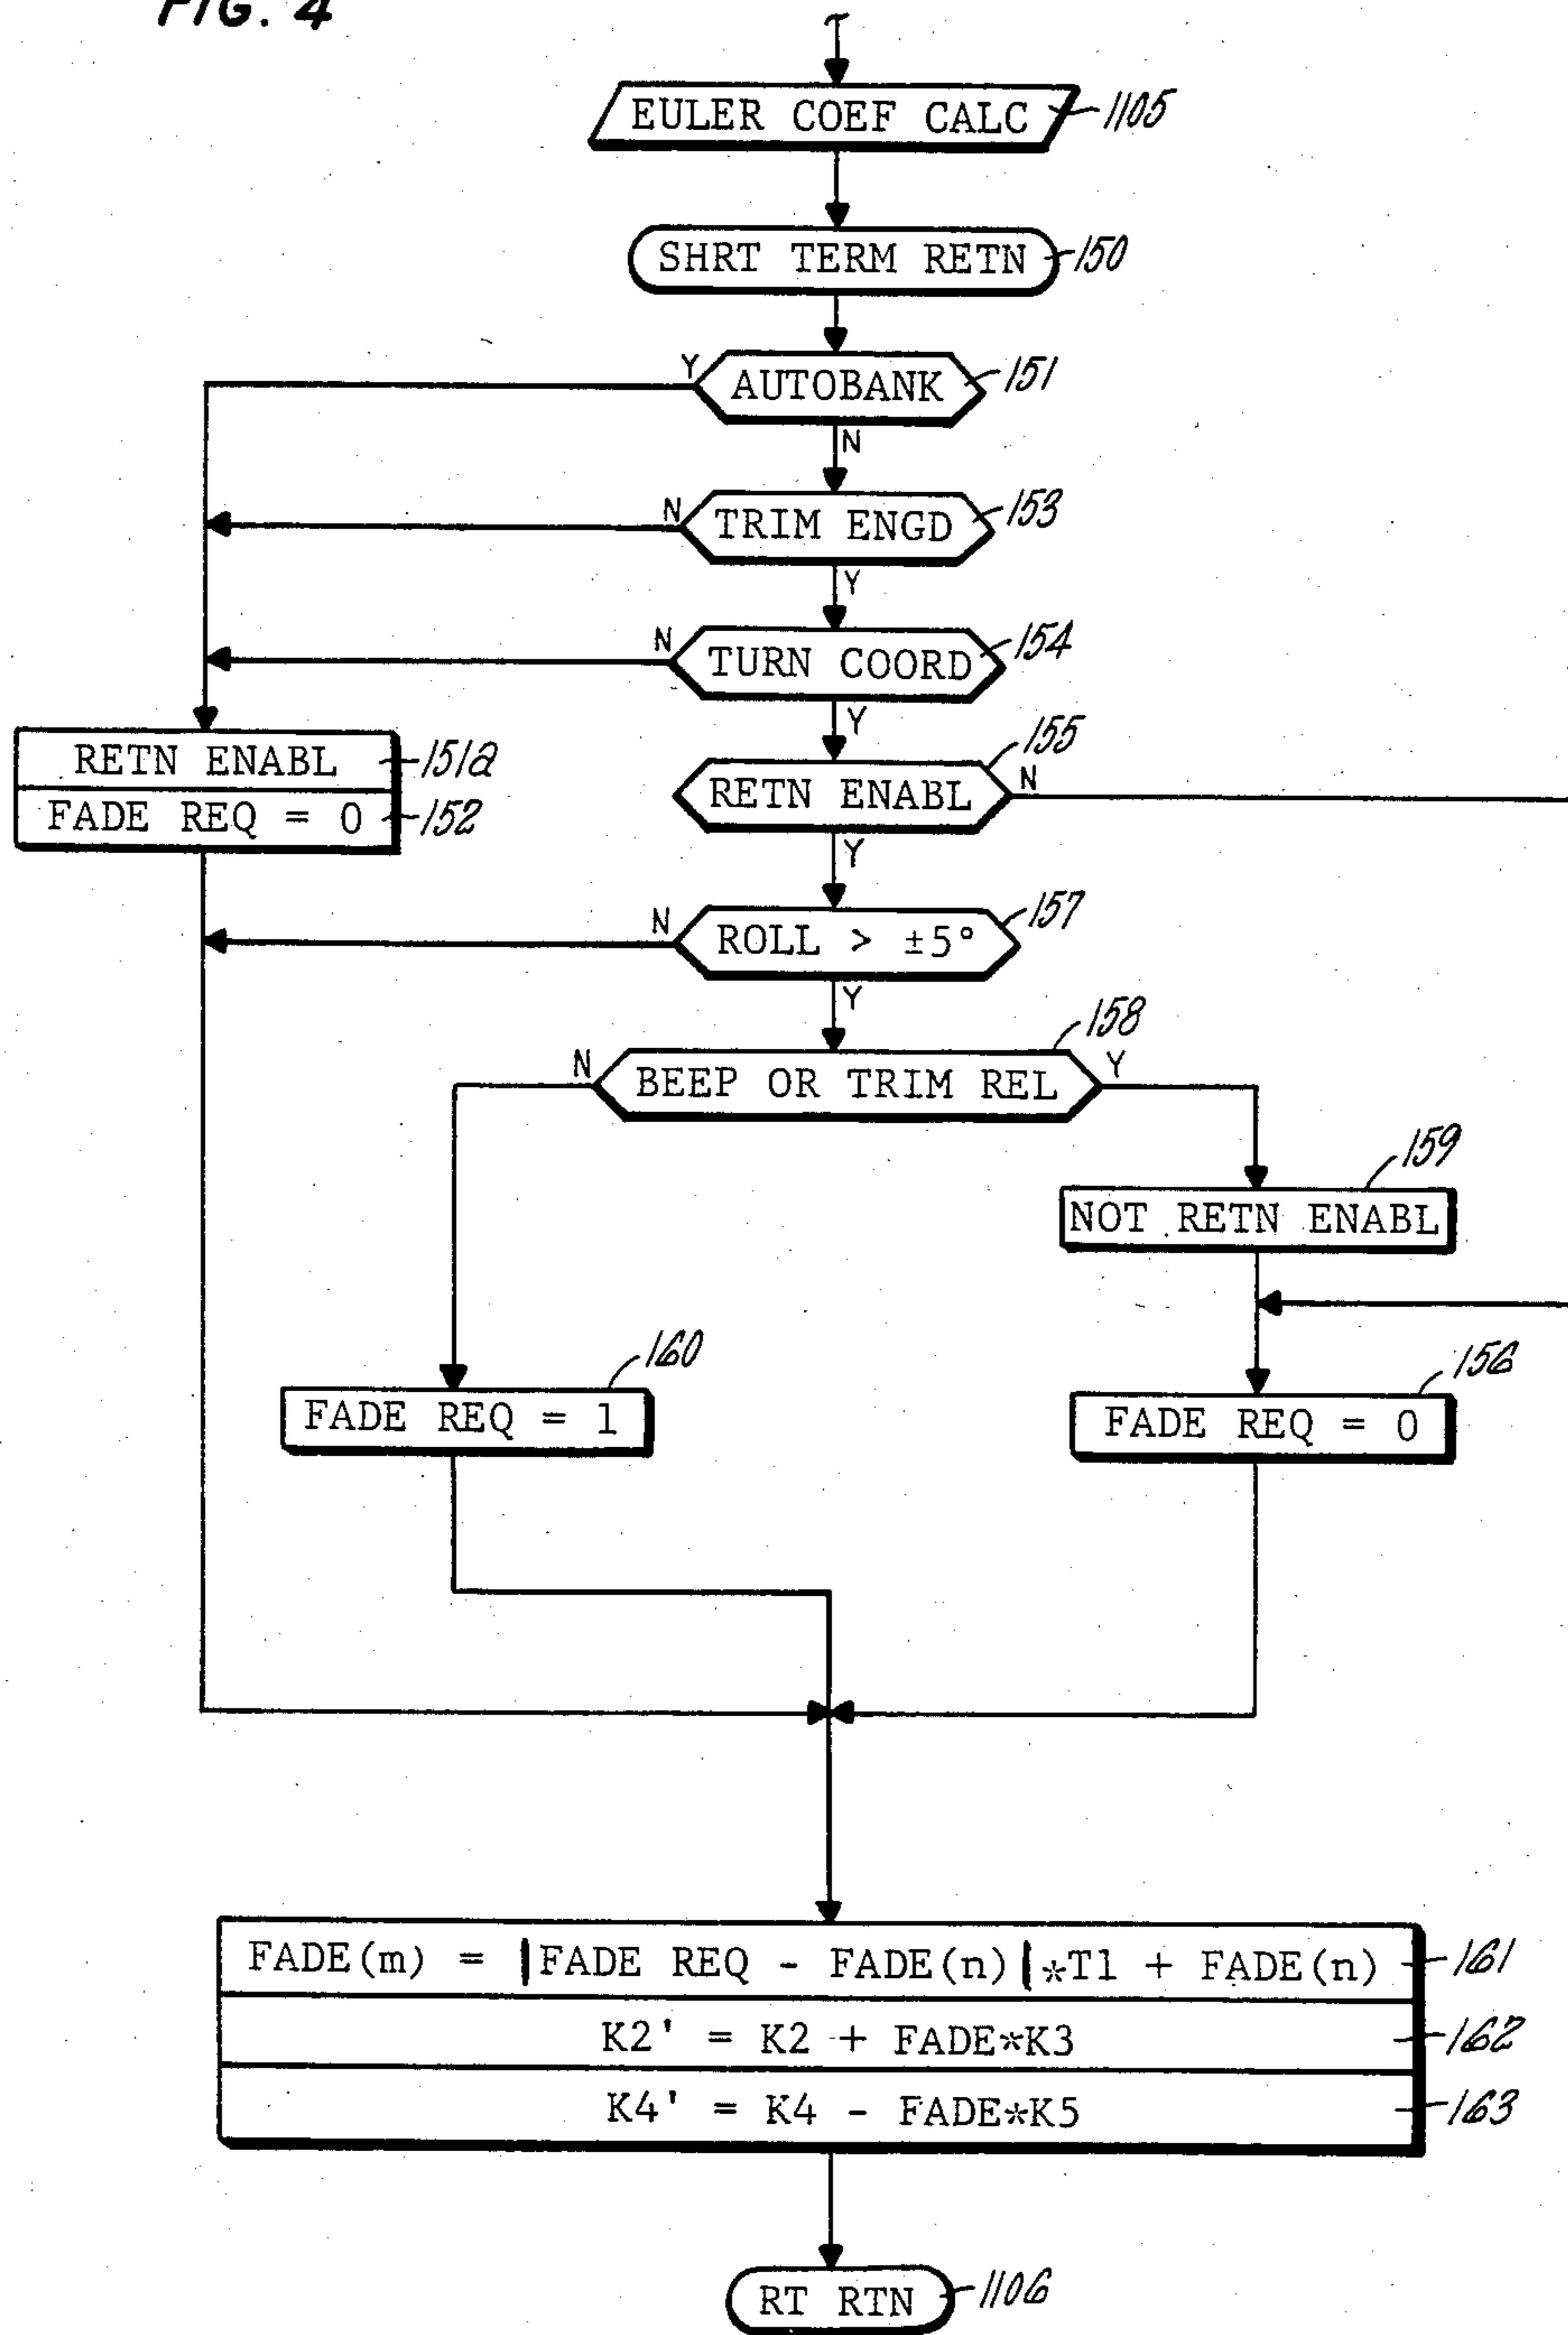 FIG. 4
EULER COEF CALC 1105
SHRT TERM RETN 150
Y AUTOBANK 151
N
N TRIM ENGD 153
Y
N TURN COORD 154
Y
RETN ENABL 151a
FADE REQ = 0 152
RETN ENABL 155 N
Y
N ROLL > ±5° 157
Y
N BEEP OR TRIM REL 158 Y
NOT RETN ENABL 159
FADE REQ = 1 160
FADE REQ = 0 156
FADE(m) = |FADE REQ - FADE(n)|*T1 + FADE(n) 161
K2' = K2 + FADE*K3 162
K4' = K4 - FADE*K5 163
RT RTN 1106